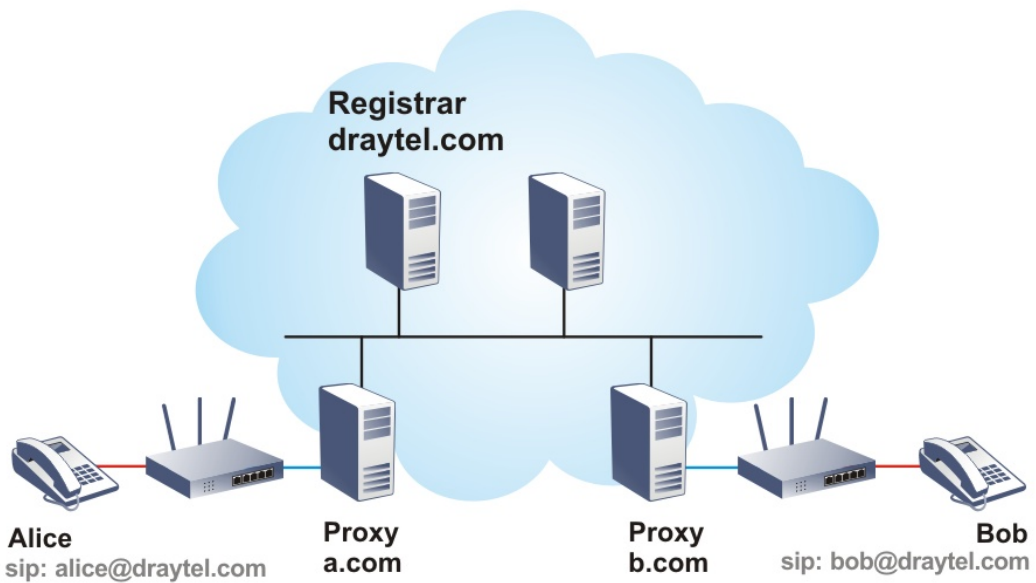 Registrar
draytel.com
Alice
sip: alice@draytel.com
Proxy
a.com
Proxy
b.com
Bob
sip: bob@draytel.com